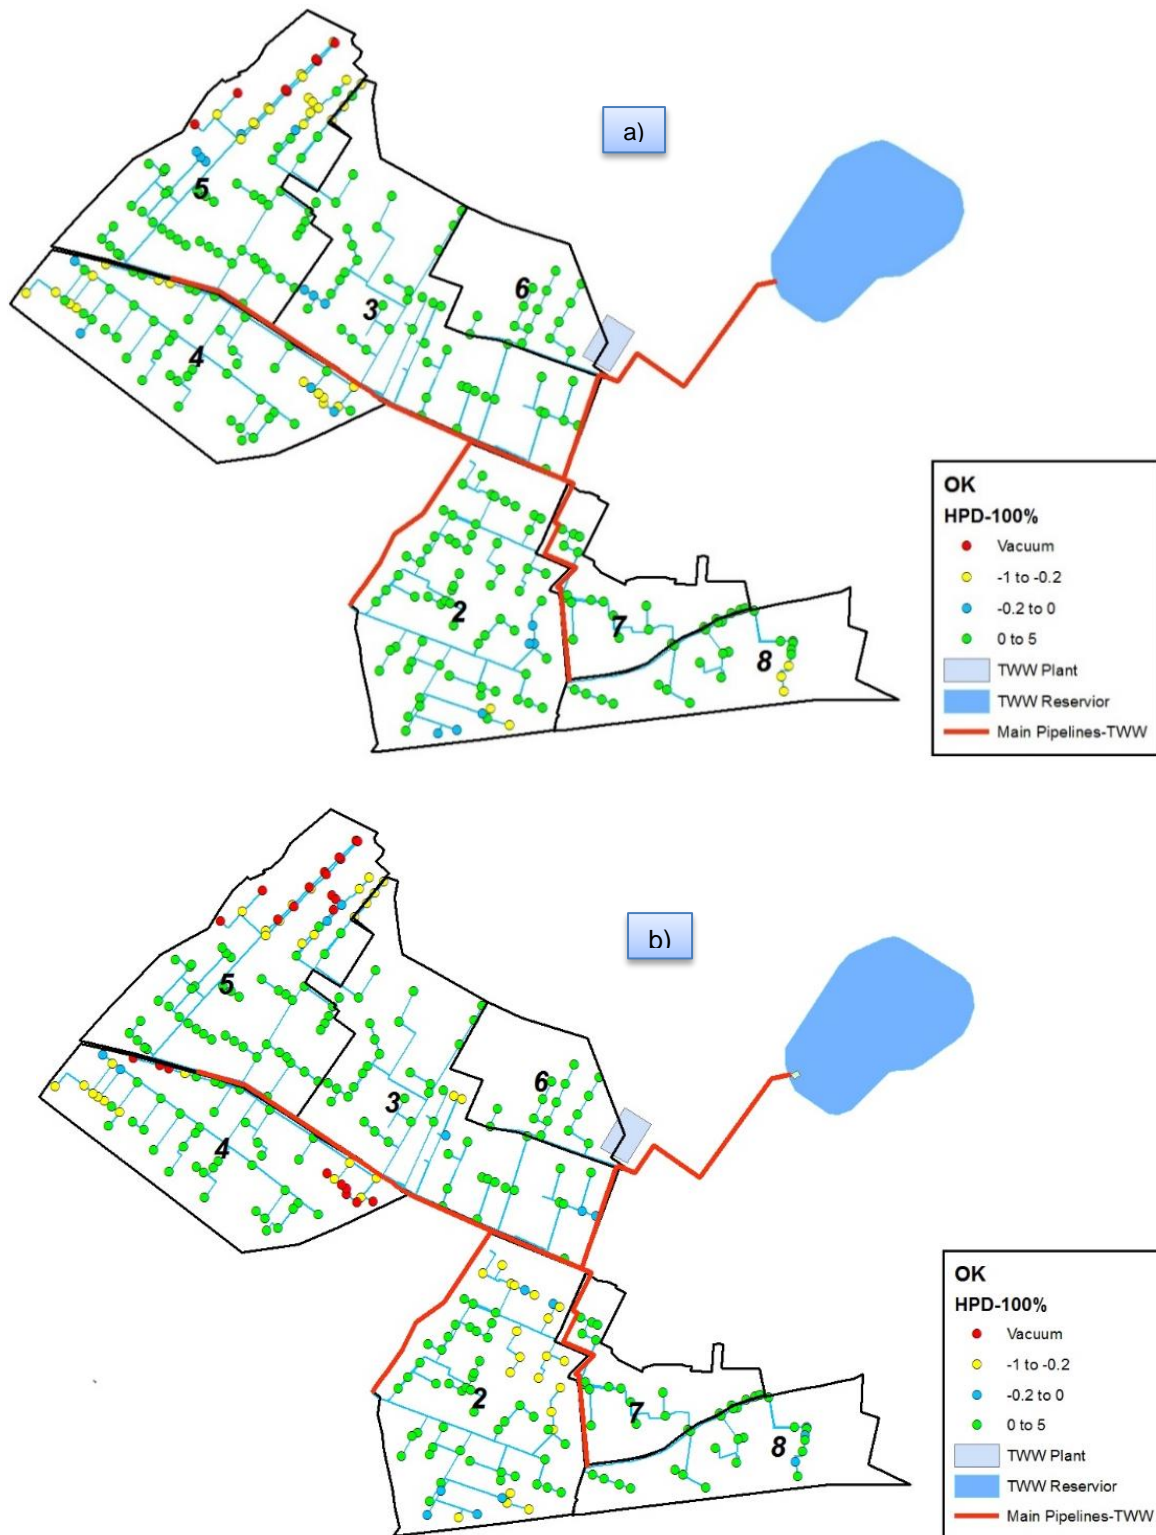 a)
5
6
3
4
2
7
8
OK
HPD-100%
Vacuum
-1 to -0.2
-0.2 to 0
0 to 5
TWW Plant
TWW Reservior
Main Pipelines-TWW
b)
5
6
3
4
2
7
8
OK
HPD-100%
Vacuum
-1 to -0.2
-0.2 to 0
0 to 5
TWW Plant
TWW Reservior
Main Pipelines-TWW